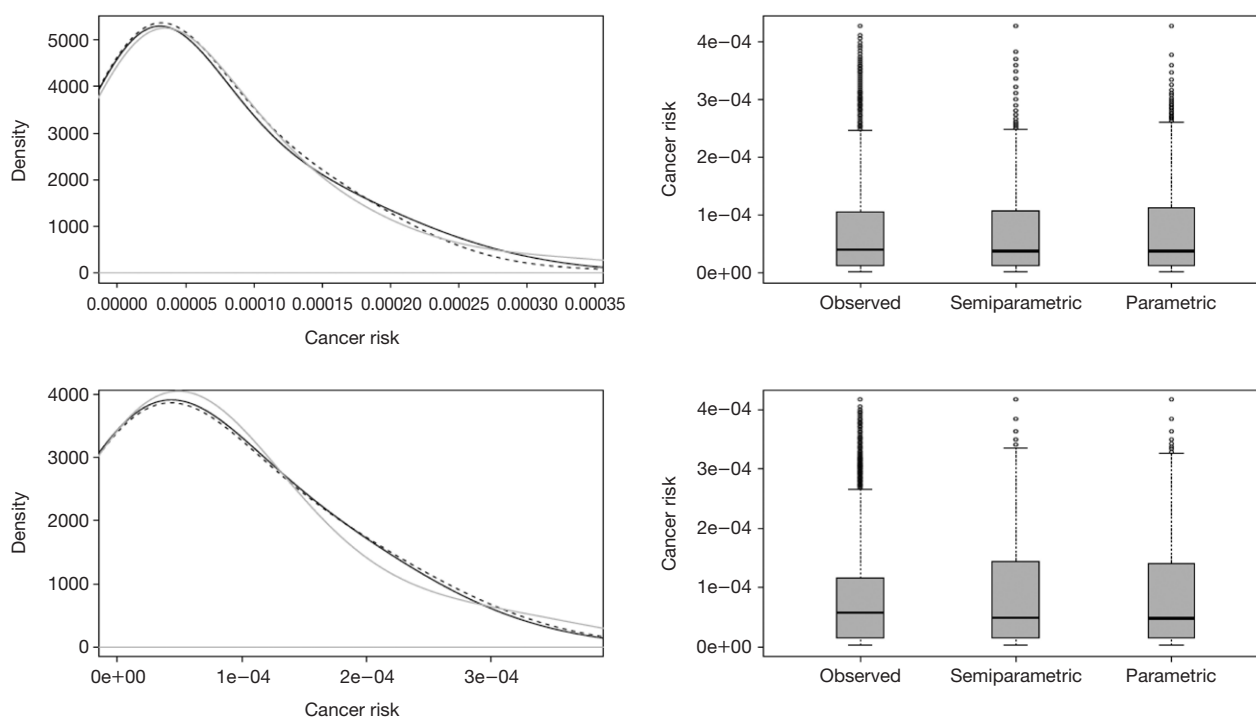 5000
4000
3000
2000
1000
0
Density
0.00000 0.00005 0.00010 0.00015 0.00020 0.00025 0.00030 0.00035
Cancer risk
4e–04
3e–04
2e–04
1e–04
0e+00
Cancer risk
Observed Semiparametric Parametric
4000
3000
2000
1000
0
Density
0e+00 1e–04 2e–04 3e–04
Cancer risk
4e–04
3e–04
2e–04
1e–04
0e+00
Cancer risk
Observed Semiparametric Parametric